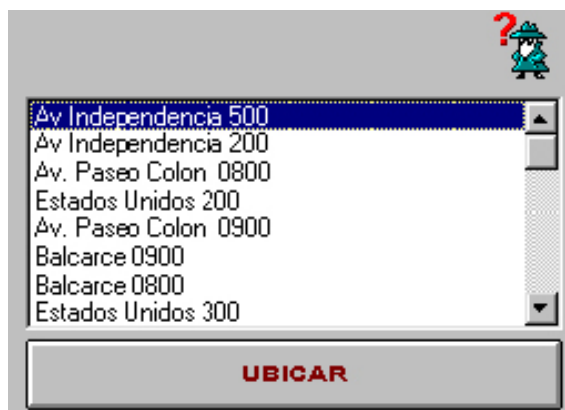 ?
Av Independencia 500
Av Independencia 200
Av. Paseo Colon 0800
Estados Unidos 200
Av. Paseo Colon 0900
Balcarce 0900
Balcarce 0800
Estados Unidos 300
UBICAR